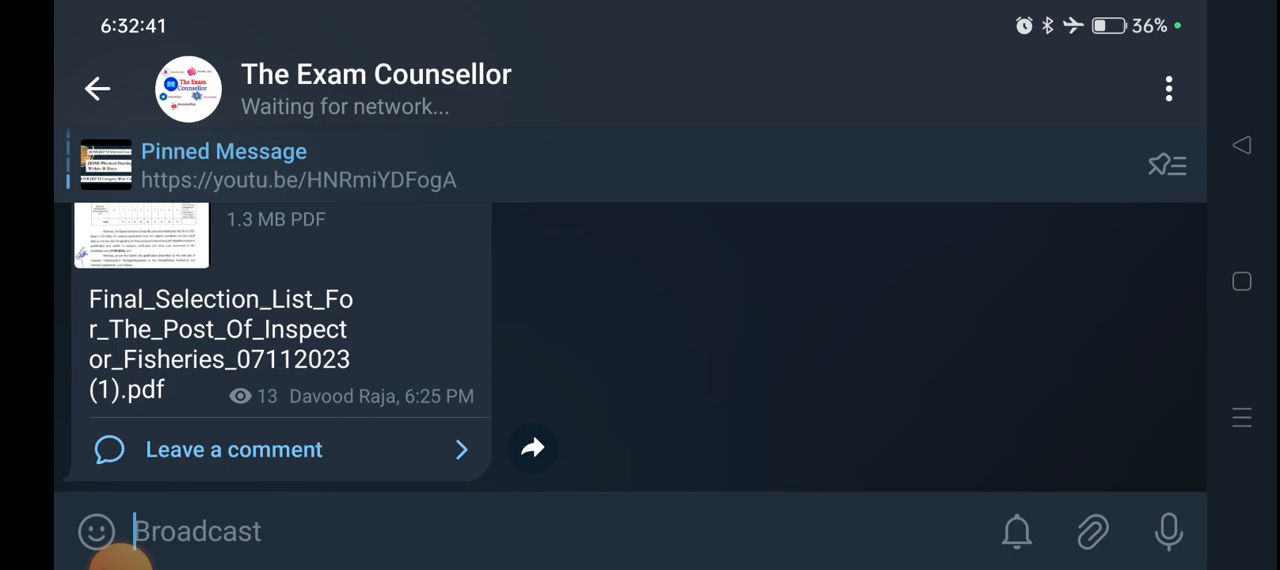 6:32:41
36%
The Exam Counsellor
Waiting for network...
Pinned Message
https://youtu.be/HNRmiYDFogA
1.3 MB PDF
Final_Selection_List_Fo
r_The_Post_Of_Inspect
or_Fisheries_07112023
(1).pdf
13 Davood Raja, 6:25 PM
Leave a comment
Broadcast